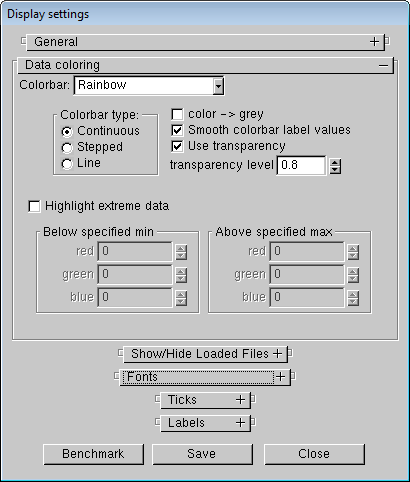 Display settings
General +
Data coloring −
Colorbar: Rainbow
Colorbar type:
Continuous
Stepped
Line
color -> grey
Smooth colorbar label values
Use transparency
transparency level 0.8
Highlight extreme data
Below specified min
red 0
green 0
blue 0
Above specified max
red 0
green 0
blue 0
Show/Hide Loaded Files +
Fonts +
Ticks +
Labels +
Benchmark Save Close